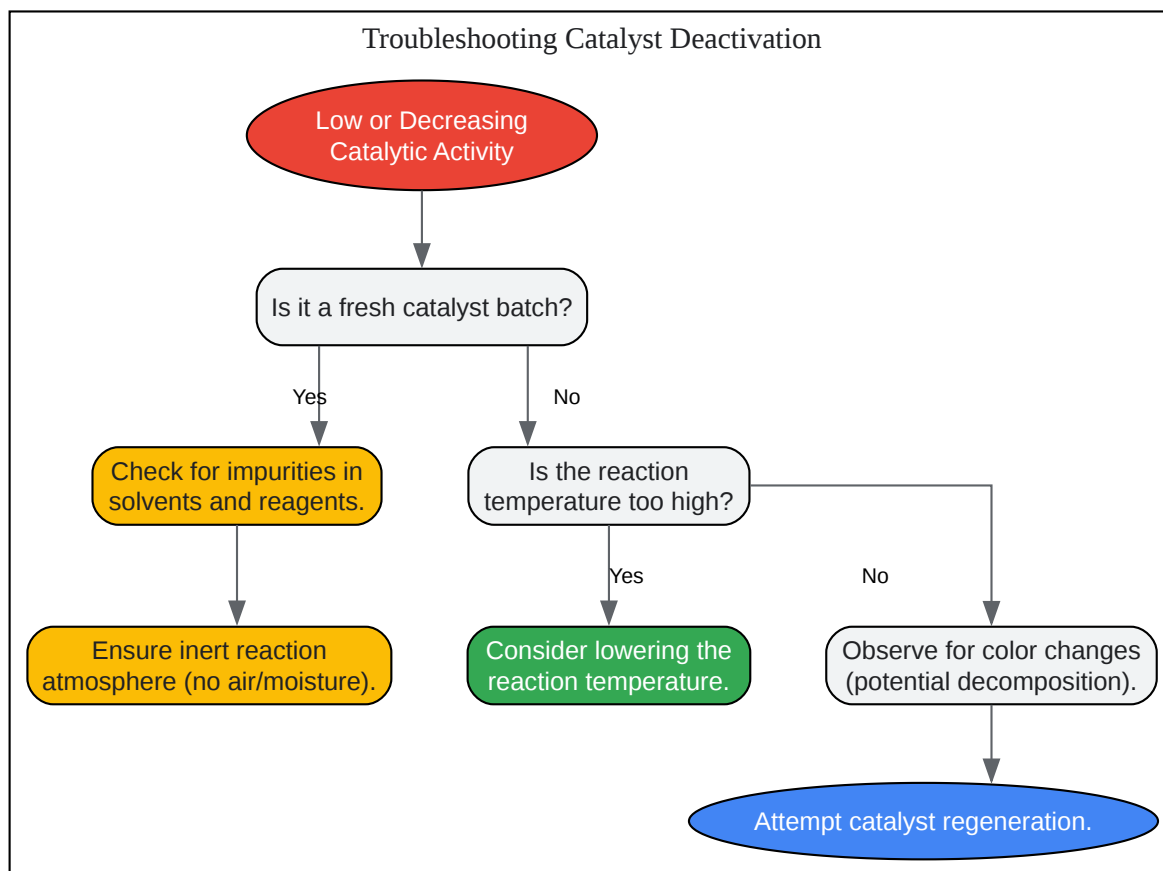 Troubleshooting Catalyst Deactivation
Low or Decreasing
Catalytic Activity
Is it a fresh catalyst batch?
Yes
No
Check for impurities in
solvents and reagents.
Is the reaction
temperature too high?
Yes
No
Ensure inert reaction
atmosphere (no air/moisture).
Consider lowering the
reaction temperature.
Observe for color changes
(potential decomposition).
Attempt catalyst regeneration.